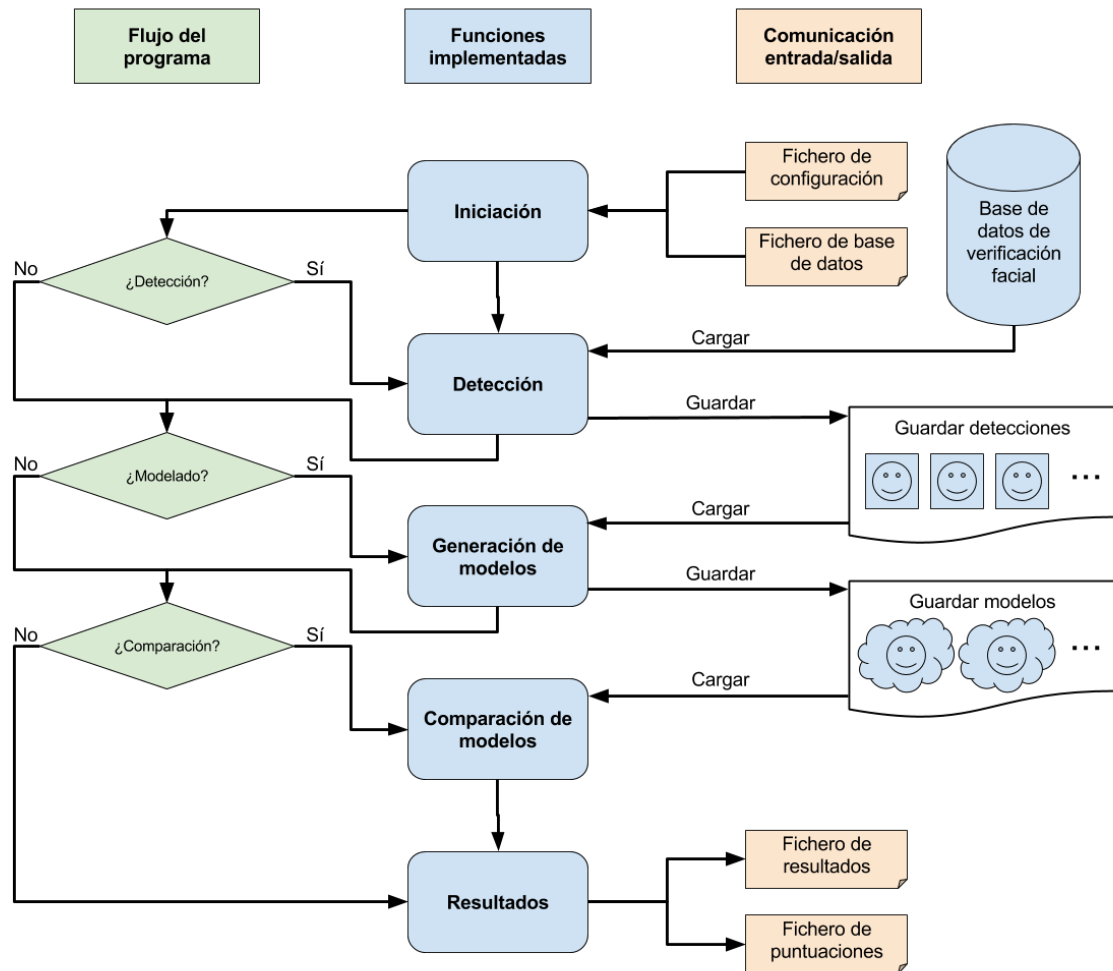 Flujo del
programa
Funciones
implementadas
Comunicación
entrada/salida
Fichero de
configuración
Iniciación
Base de
datos de
verificación
facial
Fichero de base
de datos
No
¿Detección?
Sí
Cargar
Detección
Guardar
Guardar detecciones
...
No
¿Modelado?
Sí
Cargar
Generación de
modelos
Guardar
Guardar modelos
...
No
¿Comparación?
Sí
Cargar
Comparación de
modelos
Fichero de
resultados
Resultados
Fichero de
puntuaciones